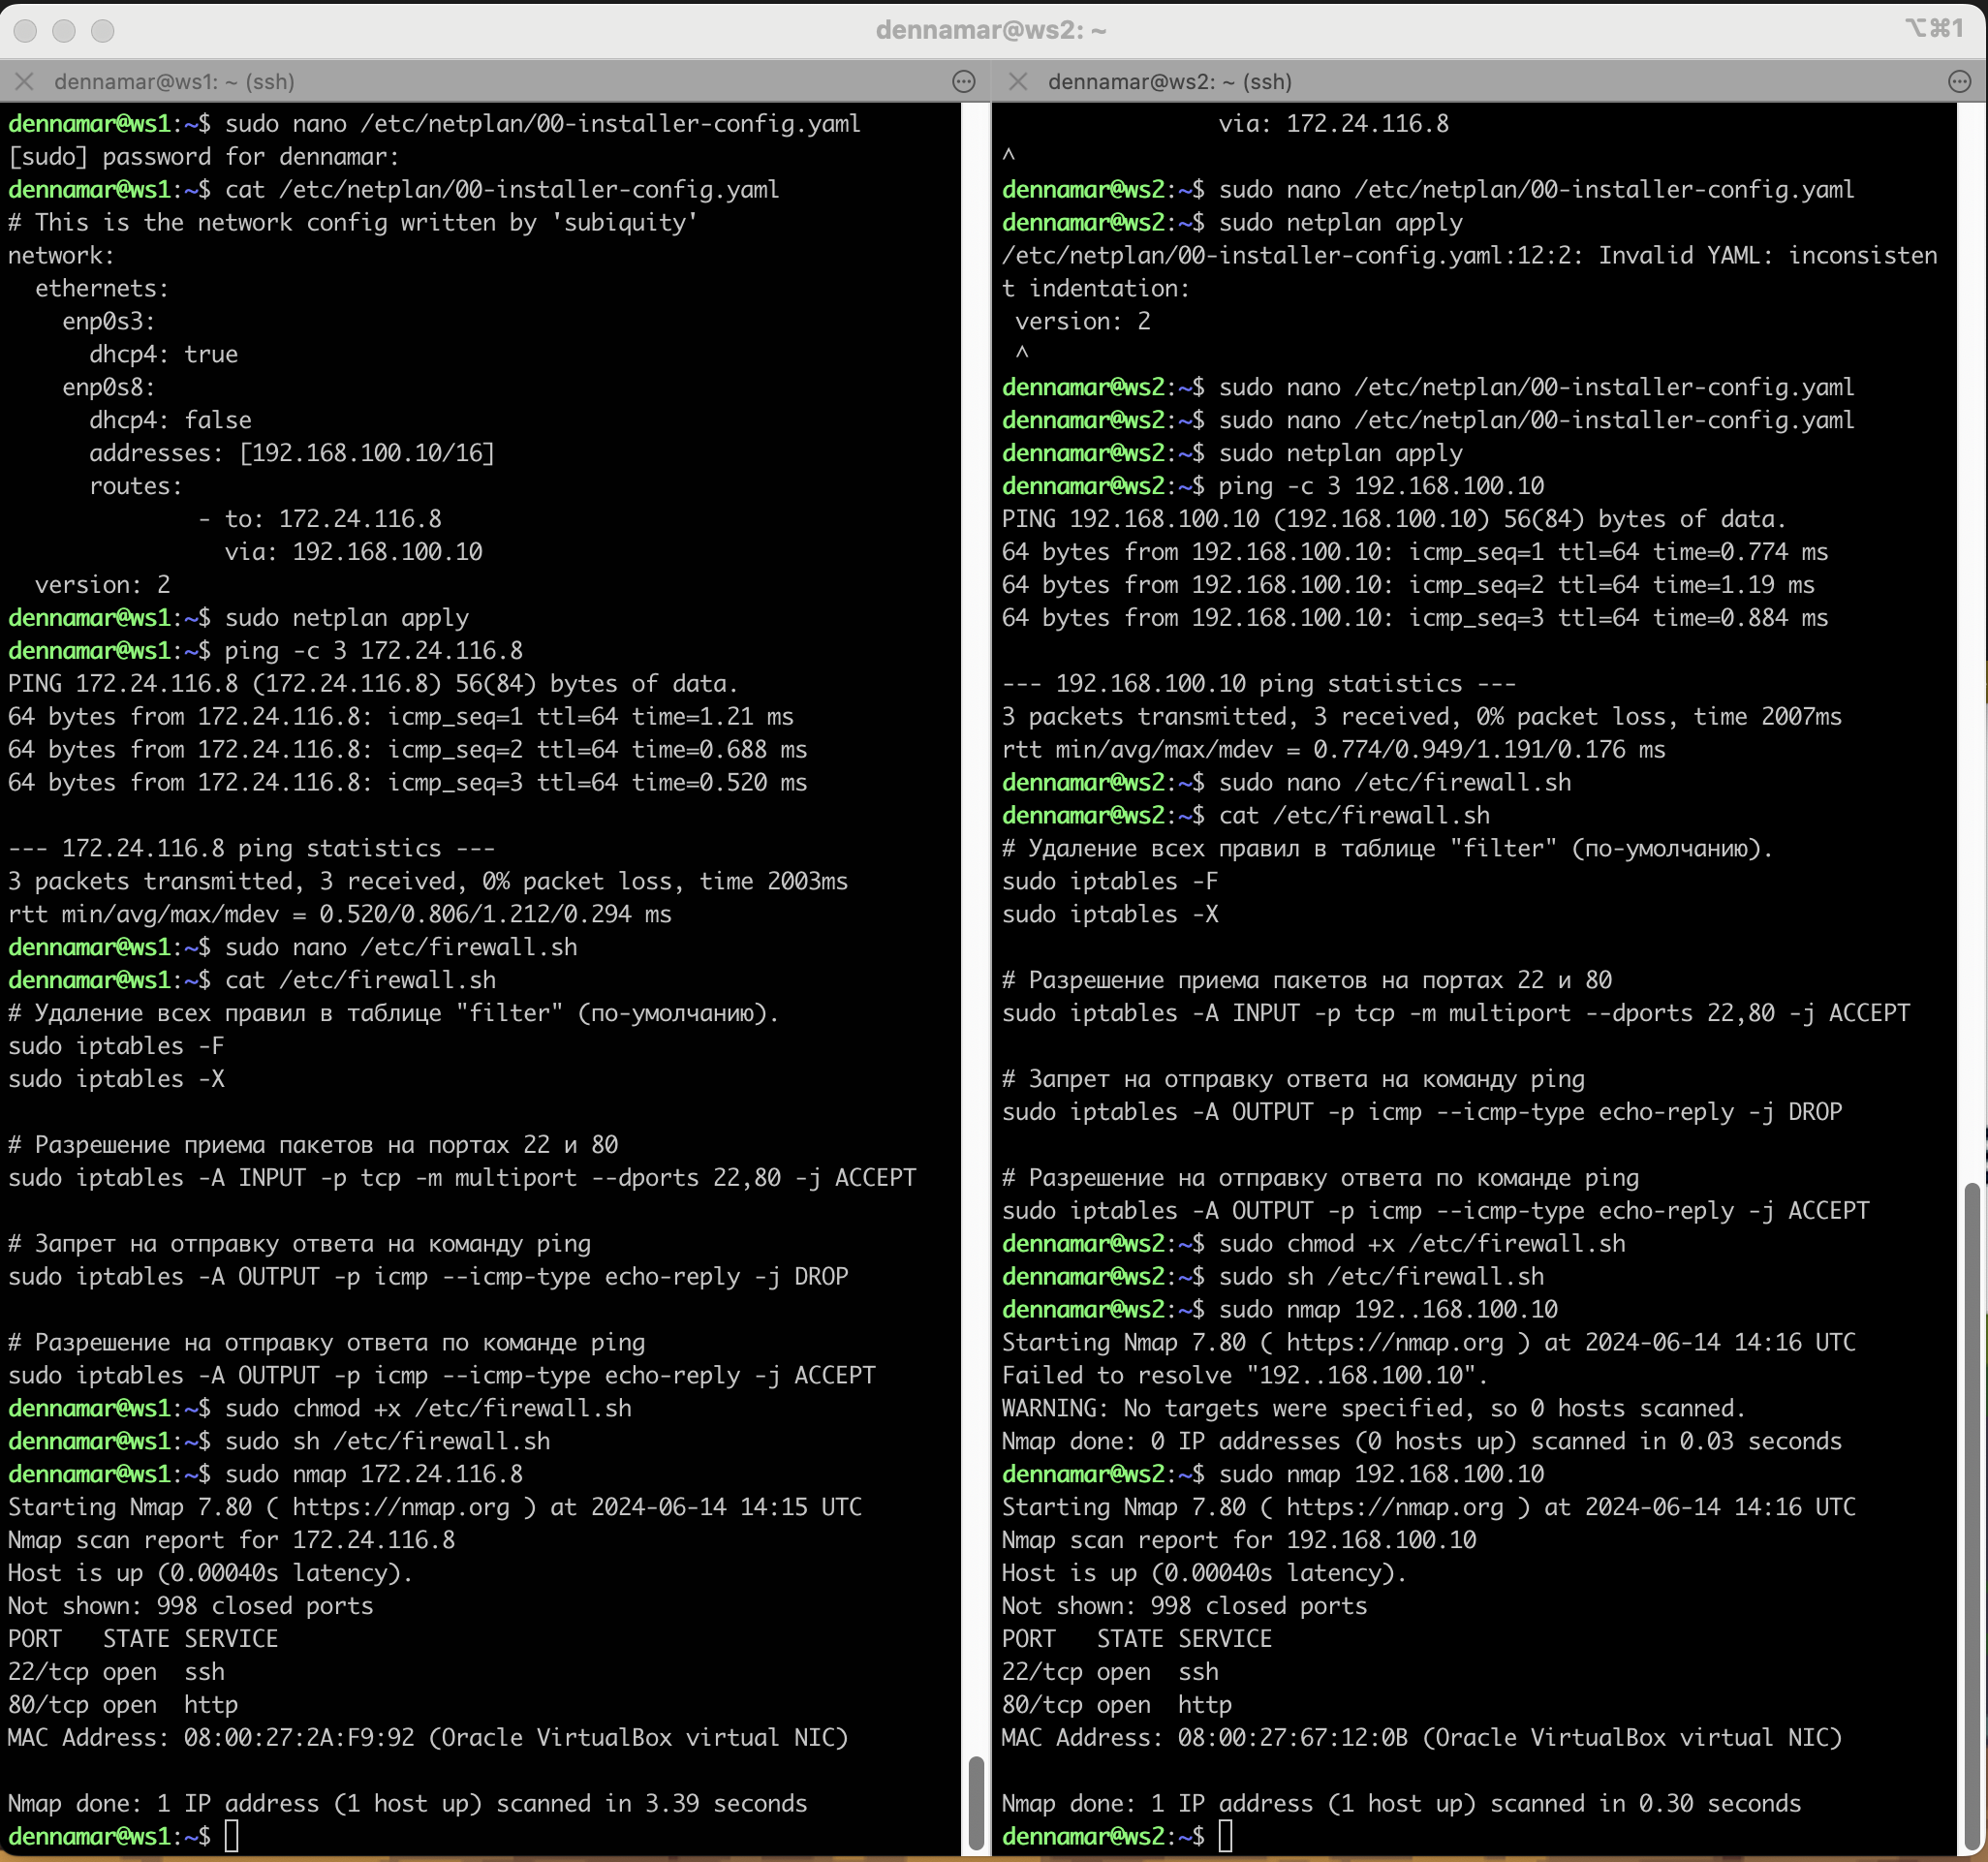 dennamar@ws2: ~
⌥⌘1
dennamar@ws1: ~ (ssh)
dennamar@ws1:~$ sudo nano /etc/netplan/00-installer-config.yaml
[sudo] password for dennamar:
dennamar@ws1:~$ cat /etc/netplan/00-installer-config.yaml
# This is the network config written by 'subiquity'
network:
  ethernets:
    enp0s3:
      dhcp4: true
    enp0s8:
      dhcp4: false
      addresses: [192.168.100.10/16]
      routes:
              - to: 172.24.116.8
                via: 192.168.100.10
  version: 2
dennamar@ws1:~$ sudo netplan apply
dennamar@ws1:~$ ping -c 3 172.24.116.8
PING 172.24.116.8 (172.24.116.8) 56(84) bytes of data.
64 bytes from 172.24.116.8: icmp_seq=1 ttl=64 time=1.21 ms
64 bytes from 172.24.116.8: icmp_seq=2 ttl=64 time=0.688 ms
64 bytes from 172.24.116.8: icmp_seq=3 ttl=64 time=0.520 ms

--- 172.24.116.8 ping statistics ---
3 packets transmitted, 3 received, 0% packet loss, time 2003ms
rtt min/avg/max/mdev = 0.520/0.806/1.212/0.294 ms
dennamar@ws1:~$ sudo nano /etc/firewall.sh
dennamar@ws1:~$ cat /etc/firewall.sh
# Удаление всех правил в таблице "filter" (по-умолчанию).
sudo iptables -F
sudo iptables -X

# Разрешение приема пакетов на портах 22 и 80
sudo iptables -A INPUT -p tcp -m multiport --dports 22,80 -j ACCEPT

# Запрет на отправку ответа на команду ping
sudo iptables -A OUTPUT -p icmp --icmp-type echo-reply -j DROP

# Разрешение на отправку ответа по команде ping
sudo iptables -A OUTPUT -p icmp --icmp-type echo-reply -j ACCEPT
dennamar@ws1:~$ sudo chmod +x /etc/firewall.sh
dennamar@ws1:~$ sudo sh /etc/firewall.sh
dennamar@ws1:~$ sudo nmap 172.24.116.8
Starting Nmap 7.80 ( https://nmap.org ) at 2024-06-14 14:15 UTC
Nmap scan report for 172.24.116.8
Host is up (0.00040s latency).
Not shown: 998 closed ports
PORT   STATE SERVICE
22/tcp open  ssh
80/tcp open  http
MAC Address: 08:00:27:2A:F9:92 (Oracle VirtualBox virtual NIC)

Nmap done: 1 IP address (1 host up) scanned in 3.39 seconds
dennamar@ws1:~$
dennamar@ws2: ~ (ssh)
                via: 172.24.116.8
^
dennamar@ws2:~$ sudo nano /etc/netplan/00-installer-config.yaml
dennamar@ws2:~$ sudo netplan apply
/etc/netplan/00-installer-config.yaml:12:2: Invalid YAML: inconsisten
t indentation:
 version: 2
 ^
dennamar@ws2:~$ sudo nano /etc/netplan/00-installer-config.yaml
dennamar@ws2:~$ sudo nano /etc/netplan/00-installer-config.yaml
dennamar@ws2:~$ sudo netplan apply
dennamar@ws2:~$ ping -c 3 192.168.100.10
PING 192.168.100.10 (192.168.100.10) 56(84) bytes of data.
64 bytes from 192.168.100.10: icmp_seq=1 ttl=64 time=0.774 ms
64 bytes from 192.168.100.10: icmp_seq=2 ttl=64 time=1.19 ms
64 bytes from 192.168.100.10: icmp_seq=3 ttl=64 time=0.884 ms

--- 192.168.100.10 ping statistics ---
3 packets transmitted, 3 received, 0% packet loss, time 2007ms
rtt min/avg/max/mdev = 0.774/0.949/1.191/0.176 ms
dennamar@ws2:~$ sudo nano /etc/firewall.sh
dennamar@ws2:~$ cat /etc/firewall.sh
# Удаление всех правил в таблице "filter" (по-умолчанию).
sudo iptables -F
sudo iptables -X

# Разрешение приема пакетов на портах 22 и 80
sudo iptables -A INPUT -p tcp -m multiport --dports 22,80 -j ACCEPT

# Запрет на отправку ответа на команду ping
sudo iptables -A OUTPUT -p icmp --icmp-type echo-reply -j DROP

# Разрешение на отправку ответа по команде ping
sudo iptables -A OUTPUT -p icmp --icmp-type echo-reply -j ACCEPT
dennamar@ws2:~$ sudo chmod +x /etc/firewall.sh
dennamar@ws2:~$ sudo sh /etc/firewall.sh
dennamar@ws2:~$ sudo nmap 192..168.100.10
Starting Nmap 7.80 ( https://nmap.org ) at 2024-06-14 14:16 UTC
Failed to resolve "192..168.100.10".
WARNING: No targets were specified, so 0 hosts scanned.
Nmap done: 0 IP addresses (0 hosts up) scanned in 0.03 seconds
dennamar@ws2:~$ sudo nmap 192.168.100.10
Starting Nmap 7.80 ( https://nmap.org ) at 2024-06-14 14:16 UTC
Nmap scan report for 192.168.100.10
Host is up (0.00040s latency).
Not shown: 998 closed ports
PORT   STATE SERVICE
22/tcp open  ssh
80/tcp open  http
MAC Address: 08:00:27:67:12:0B (Oracle VirtualBox virtual NIC)

Nmap done: 1 IP address (1 host up) scanned in 0.30 seconds
dennamar@ws2:~$